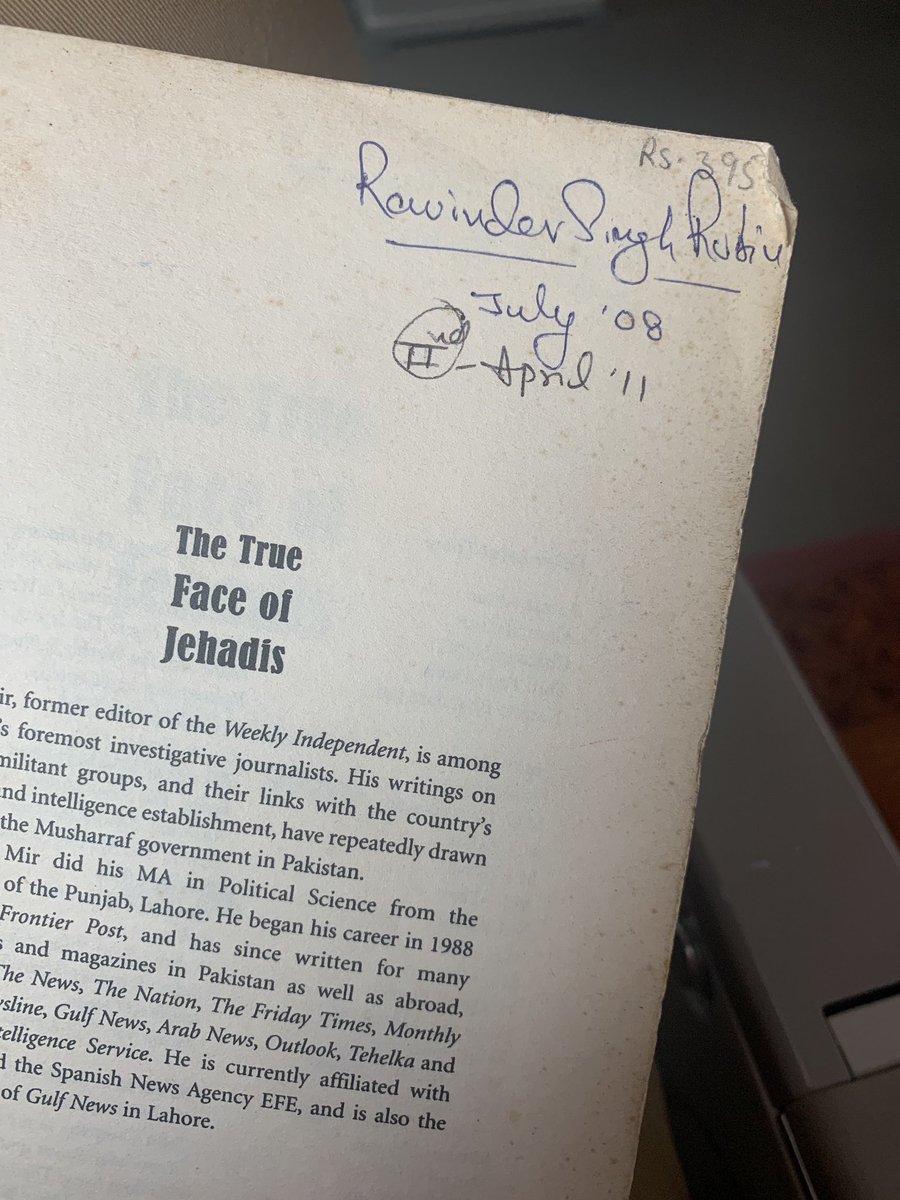 Rs. 395
Rawinder Singh Robin
July '08
IInd - April '11
The True
Face of
Jehadis
ir, former editor of the Weekly Independent, is among
's foremost investigative journalists. His writings on
militant groups, and their links with the country's
nd intelligence establishment, have repeatedly drawn
the Musharraf government in Pakistan.
Mir did his MA in Political Science from the
of the Punjab, Lahore. He began his career in 1988
Frontier Post, and has since written for many
s and magazines in Pakistan as well as abroad,
The News, The Nation, The Friday Times, Monthly
sline, Gulf News, Arab News, Outlook, Tehelka and
telligence Service. He is currently affiliated with
d the Spanish News Agency EFE, and is also the
of Gulf News in Lahore.